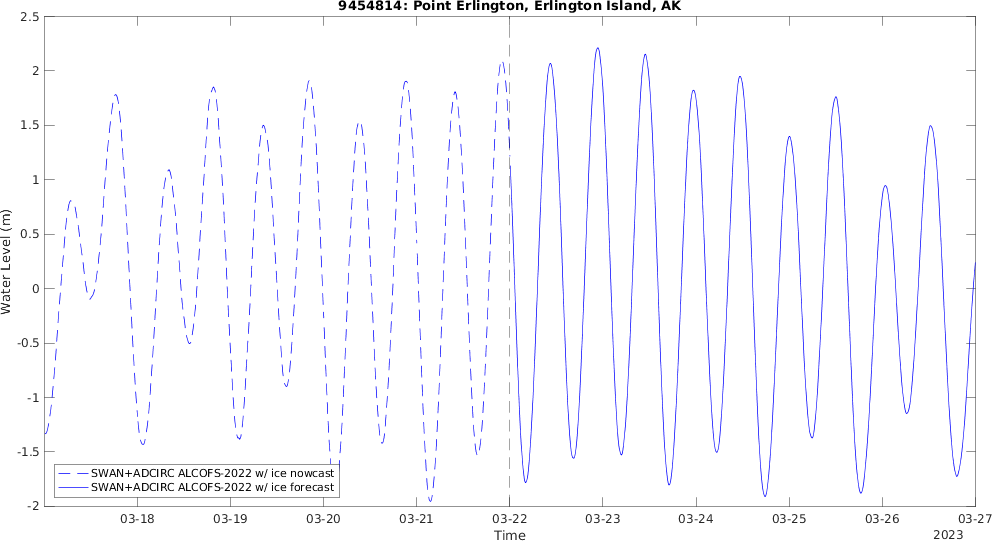 9454814: Point Erlington, Erlington Island, AK
2.5
2
1.5
1
0.5
0
-0.5
-1
-1.5
-2
Water Level (m)
SWAN+ADCIRC ALCOFS-2022 w/ ice nowcast
SWAN+ADCIRC ALCOFS-2022 w/ ice forecast
03-18 03-19 03-20 03-21 03-22 03-23 03-24 03-25 03-26 03-27
Time
2023